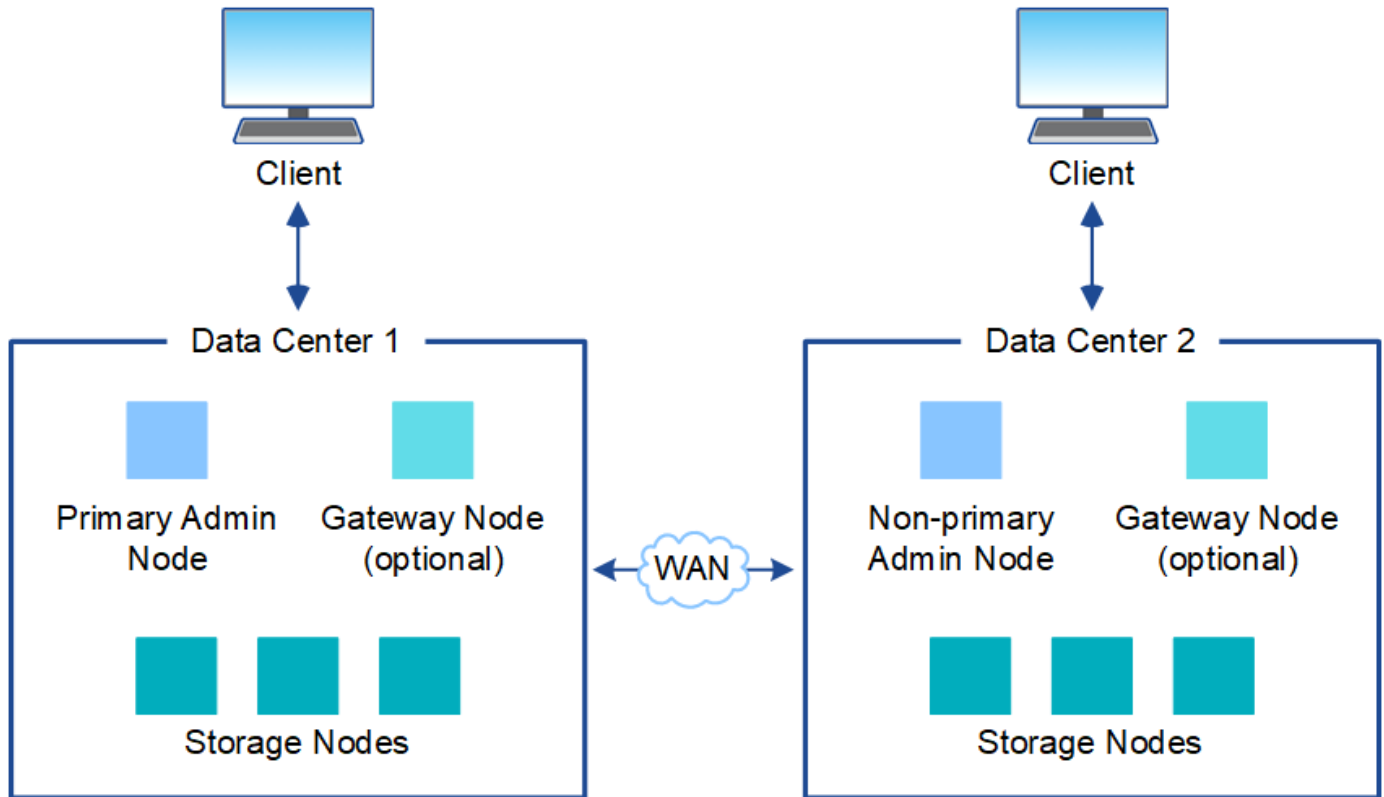 Client
Client
Data Center 1
Data Center 2
Primary Admin
Node
Gateway Node
(optional)
WAN
Non-primary
Admin Node
Gateway Node
(optional)
Storage Nodes
Storage Nodes